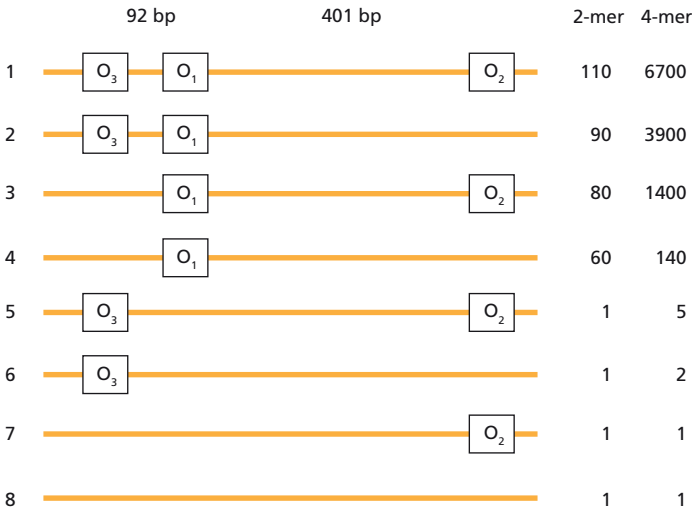 92 bp 401 bp 2-mer 4-mer
1 O₃ O₁ O₂ 110 6700
2 O₃ O₁ 90 3900
3 O₁ O₂ 80 1400
4 O₁ 60 140
5 O₃ O₂ 1 5
6 O₃ 1 2
7 O₂ 1 1
8 1 1